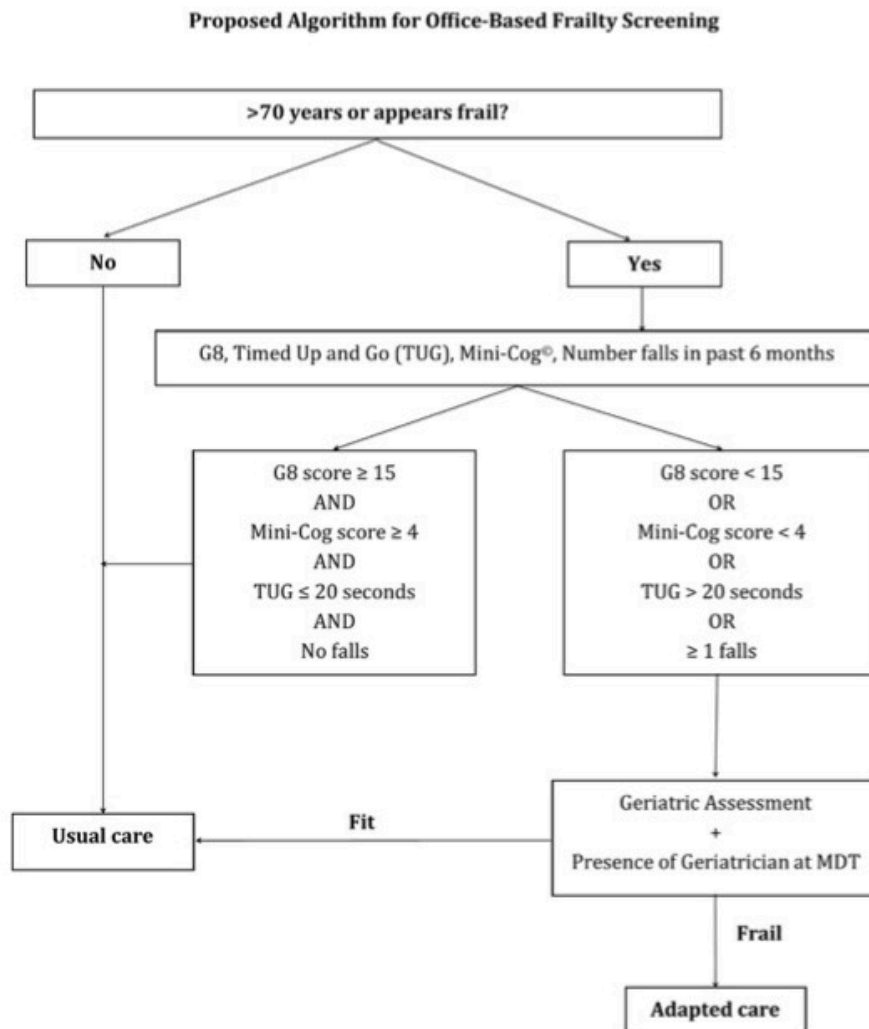 Proposed Algorithm for Office-Based Frailty Screening
>70 years or appears frail?
No
Yes
G8, Timed Up and Go (TUG), Mini-Cog©, Number falls in past 6 months
G8 score ≥ 15
AND
Mini-Cog score ≥ 4
AND
TUG ≤ 20 seconds
AND
No falls
G8 score < 15
OR
Mini-Cog score < 4
OR
TUG > 20 seconds
OR
≥ 1 falls
Geriatric Assessment
+
Presence of Geriatrician at MDT
Fit
Usual care
Frail
Adapted care